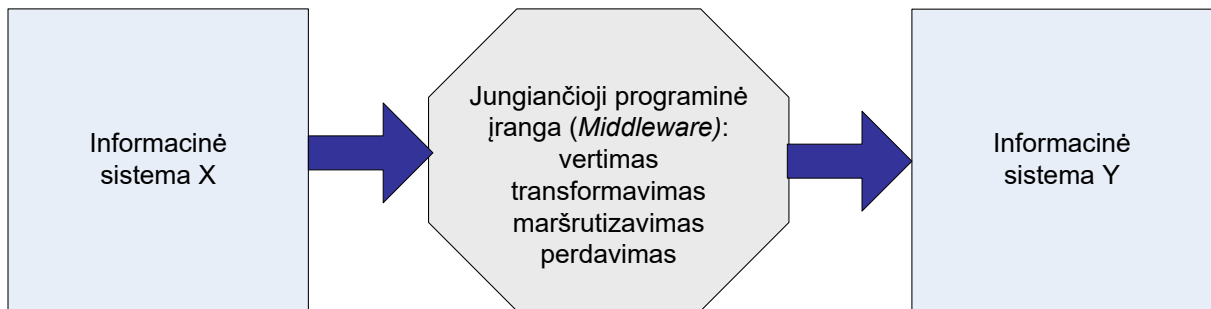 Informacinė
sistema X
Jungiančioji programinė
įranga (Middleware):
vertimas
transformavimas
maršrutizavimas
perdavimas
Informacinė
sistema Y